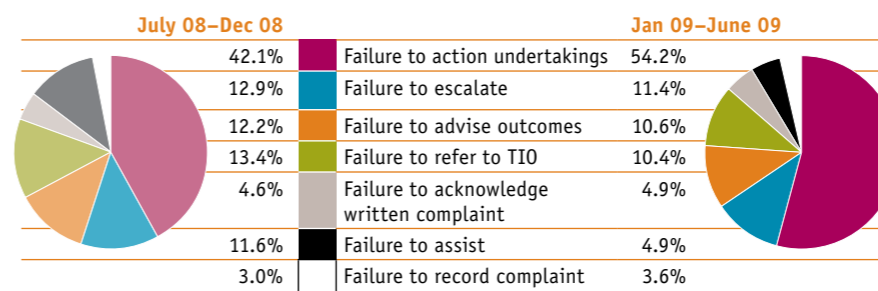 July 08–Dec 08 Jan 09–June 09
42.1% Failure to action undertakings 54.2%
12.9% Failure to escalate 11.4%
12.2% Failure to advise outcomes 10.6%
13.4% Failure to refer to TIO 10.4%
4.6% Failure to acknowledge 4.9%
written complaint
11.6% Failure to assist 4.9%
3.0% Failure to record complaint 3.6%